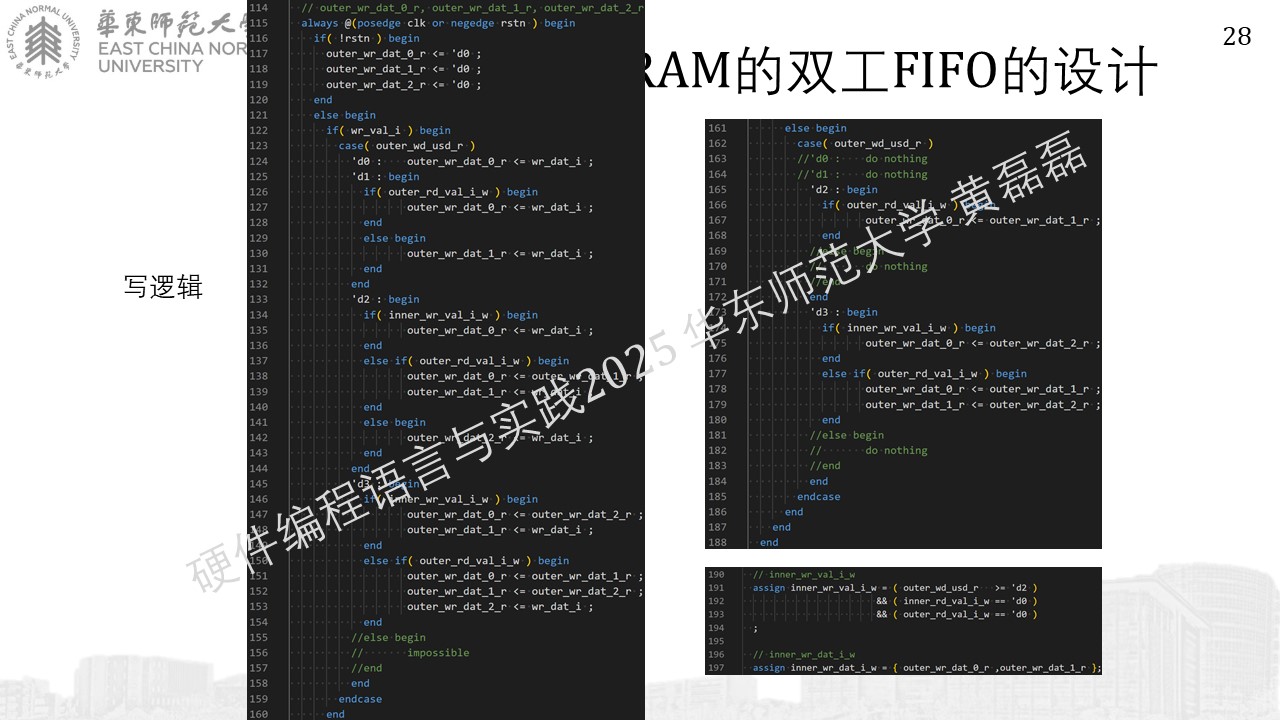 華東師範大學
EAST CHINA NOR
UNIVERSITY
28
RAM的双工FIFO的设计
写逻辑
114 // outer_wr_dat_0_r, outer_wr_dat_1_r, outer_wr_dat_2_r
115 always @(posedge clk or negedge rstn ) begin
116 if( !rstn ) begin
117 outer_wr_dat_0_r <= 'd0 ;
118 outer_wr_dat_1_r <= 'd0 ;
119 outer_wr_dat_2_r <= 'd0 ;
120 end
121 else begin
122 if( wr_val_i ) begin
123 case( outer_wd_usd_r )
124 'd0 : outer_wr_dat_0_r <= wr_dat_i ;
125 'd1 : begin
126 if( outer_rd_val_i_w ) begin
127 outer_wr_dat_0_r <= wr_dat_i ;
128 end
129 else begin
130 outer_wr_dat_1_r <= wr_dat_i ;
131 end
132 end
133 'd2 : begin
134 if( inner_wr_val_i_w ) begin
135 outer_wr_dat_0_r <= wr_dat_i ;
136 end
137 else if( outer_rd_val_i_w ) begin
138 outer_wr_dat_0_r <= outer_wr_dat_1_r ;
139 outer_wr_dat_1_r <= wr_dat_i ;
140 end
141 else begin
142 outer_wr_dat_2_r <= wr_dat_i ;
143 end
144 end
145 'd3 : begin
146 if( inner_wr_val_i_w ) begin
147 outer_wr_dat_0_r <= outer_wr_dat_2_r ;
148 outer_wr_dat_1_r <= wr_dat_i ;
149 end
150 else if( outer_rd_val_i_w ) begin
151 outer_wr_dat_0_r <= outer_wr_dat_1_r ;
152 outer_wr_dat_1_r <= outer_wr_dat_2_r ;
153 outer_wr_dat_2_r <= wr_dat_i ;
154 end
155 //else begin
156 // impossible
157 //end
158 end
159 endcase
160 end
161 else begin
162 case( outer_wd_usd_r )
163 //'d0 : do nothing
164 //'d1 : do nothing
165 'd2 : begin
166 if( outer_rd_val_i_w ) begin
167 outer_wr_dat_0_r <= outer_wr_dat_1_r ;
168 end
169 //else begin
170 // do nothing
171 //end
172 end
173 'd3 : begin
174 if( inner_wr_val_i_w ) begin
175 outer_wr_dat_0_r <= outer_wr_dat_2_r ;
176 end
177 else if( outer_rd_val_i_w ) begin
178 outer_wr_dat_0_r <= outer_wr_dat_1_r ;
179 outer_wr_dat_1_r <= outer_wr_dat_2_r ;
180 end
181 //else begin
182 // do nothing
183 //end
184 end
185 endcase
186 end
187 end
188 end
190 // inner_wr_val_i_w
191 assign inner_wr_val_i_w = ( outer_wd_usd_r >= 'd2 )
192 && ( inner_rd_val_i_w == 'd0 )
193 && ( outer_rd_val_i_w == 'd0 )
194 ;
195
196 // inner_wr_dat_i_w
197 assign inner_wr_dat_i_w = { outer_wr_dat_0_r ,outer_wr_dat_1_r };
硬件编程语言与实践2025 华东师范大学 黄磊磊